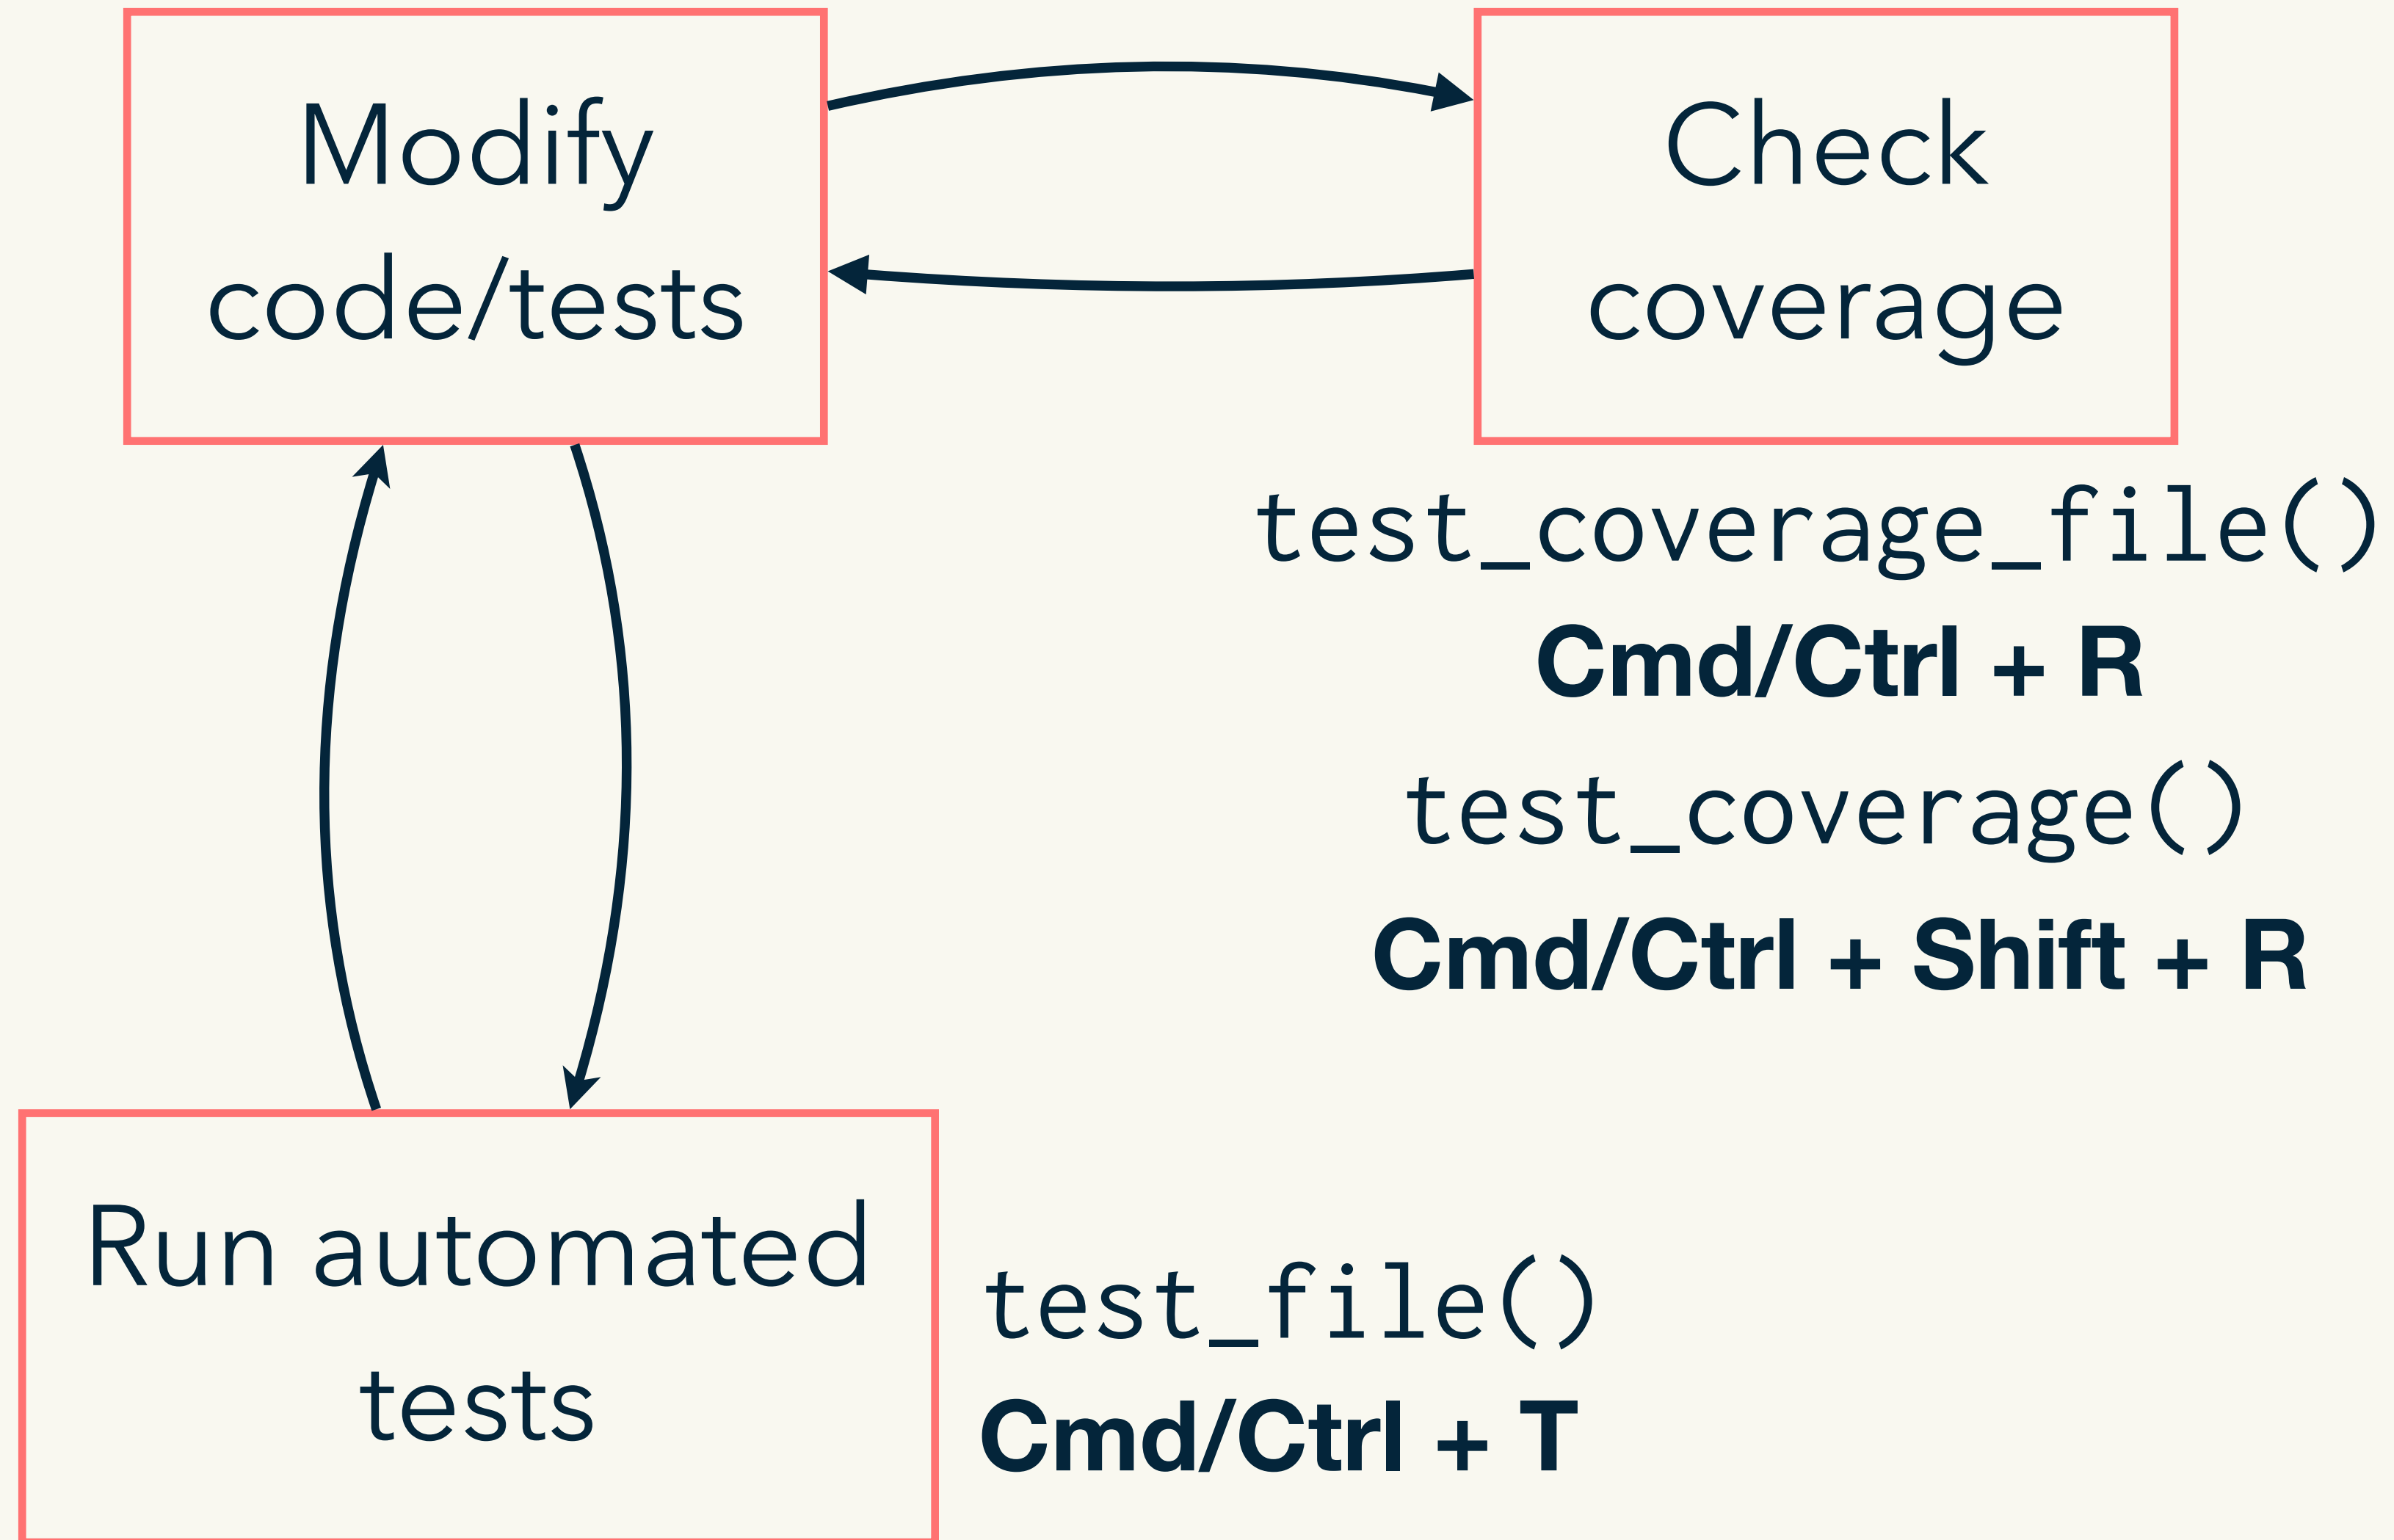 Modify
code/tests
Check
coverage
test_coverage_file()
Cmd/Ctrl + R
test_coverage()
Cmd/Ctrl + Shift + R
Run automated
tests
test_file()
Cmd/Ctrl + T